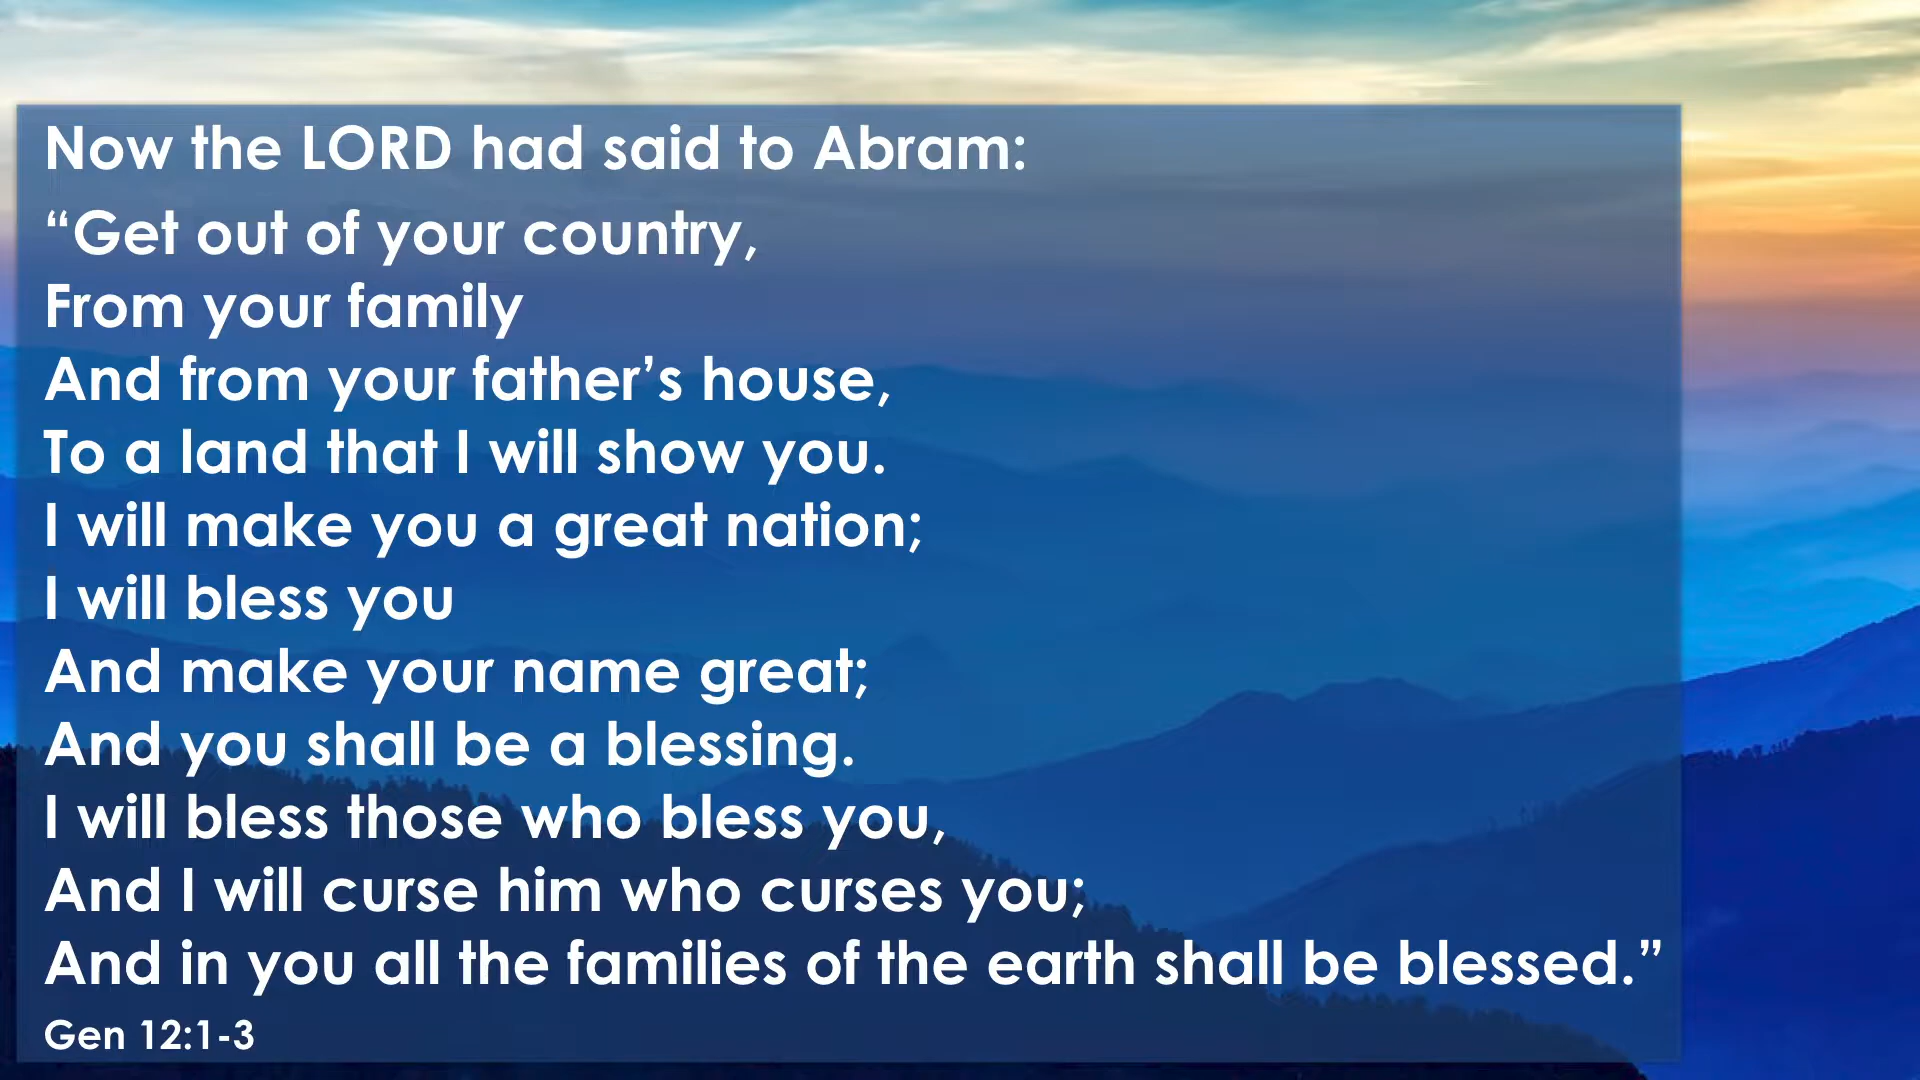 Now the LORD had said to Abram:
“Get out of your country,
From your family
And from your father’s house,
To a land that I will show you.
I will make you a great nation;
I will bless you
And make your name great;
And you shall be a blessing.
I will bless those who bless you,
And I will curse him who curses you;
And in you all the families of the earth shall be blessed.”
Gen 12:1-3